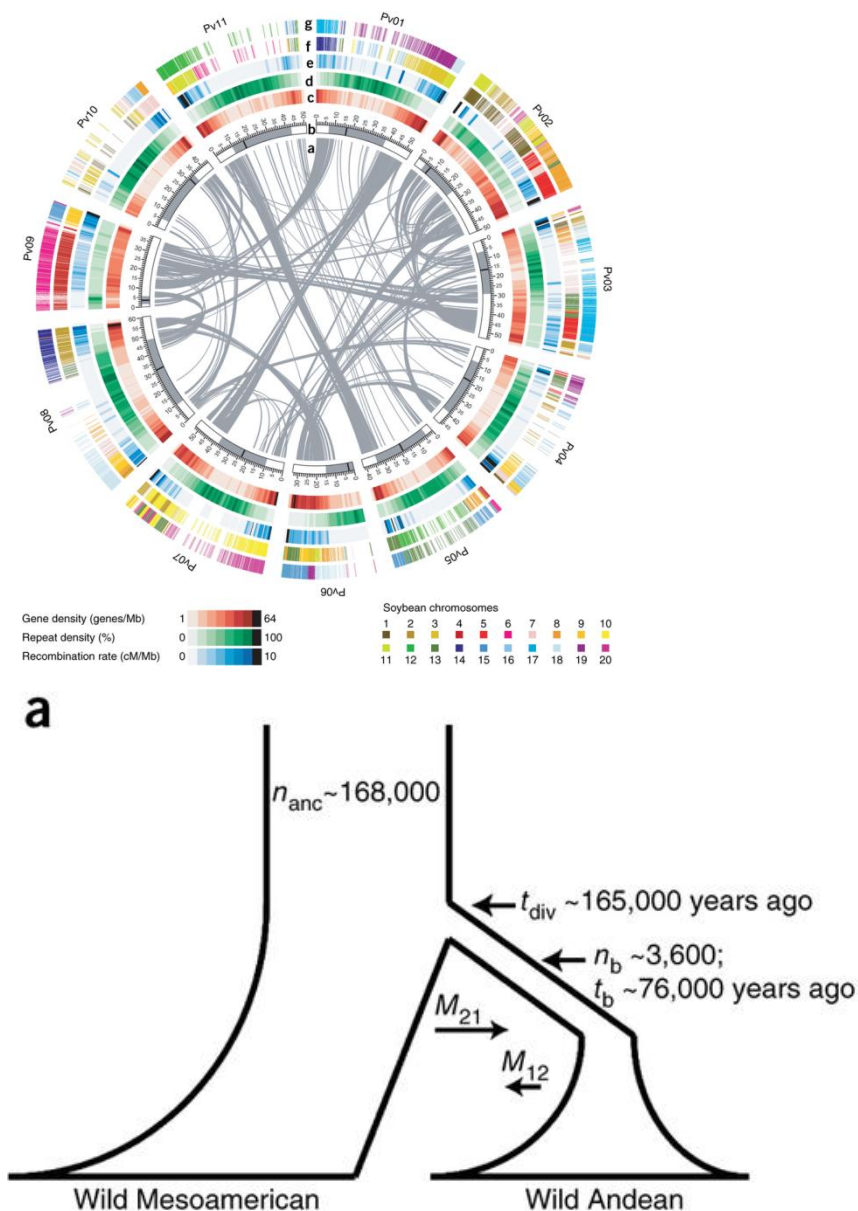 Pv11
g
Pv01
f
e
d
c
b
a
Pv10
Pv02
Pv09
Pv03
Pv08
Pv04
Pv07
Pv06
Pv05
Gene density (genes/Mb) 1 64
Repeat density (%) 0 100
Recombination rate (cM/Mb) 0 10
Soybean chromosomes
1 2 3 4 5 6 7 8 9 10
11 12 13 14 15 16 17 18 19 20
a
n_anc ~168,000
t_div ~165,000 years ago
n_b ~3,600;
t_b ~76,000 years ago
M_21
M_12
Wild Mesoamerican Wild Andean